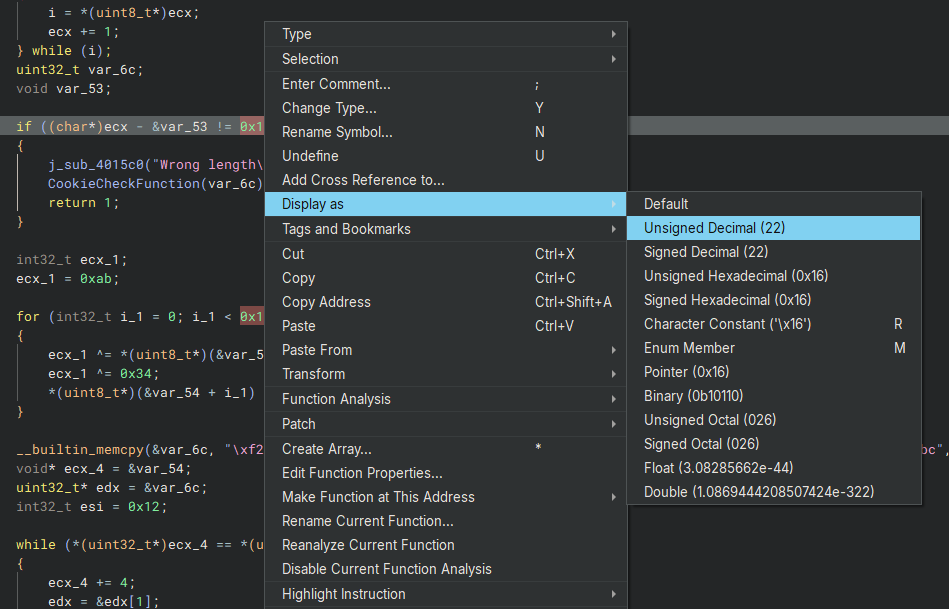 i = *(uint8_t*)ecx;
ecx += 1;
} while (i);
uint32_t var_6c;
void var_53;
if ((char*)ecx - &var_53 != 0x1
{
j_sub_4015c0("Wrong length\
CookieCheckFunction(var_6c)
return 1;
}
int32_t ecx_1;
ecx_1 = 0xab;
for (int32_t i_1 = 0; i_1 < 0x1
{
ecx_1 ^= *(uint8_t*)(&var_5
ecx_1 ^= 0x34;
*(uint8_t*)(&var_54 + i_1)
}
__builtin_memcpy(&var_6c, "\xf2
void* ecx_4 = &var_54;
uint32_t* edx = &var_6c;
int32_t esi = 0x12;
while (*(uint32_t*)ecx_4 == *(u
{
ecx_4 += 4;
edx = &edx[1];
Type
Selection
Enter Comment... ;
Change Type... Y
Rename Symbol... N
Undefine U
Add Cross Reference to...
Display as
Tags and Bookmarks
Cut Ctrl+X
Copy Ctrl+C
Copy Address Ctrl+Shift+A
Paste Ctrl+V
Paste From
Transform
Function Analysis
Patch
Create Array... *
Edit Function Properties...
Make Function at This Address
Rename Current Function...
Reanalyze Current Function
Disable Current Function Analysis
Highlight Instruction
Default
Unsigned Decimal (22)
Signed Decimal (22)
Unsigned Hexadecimal (0x16)
Signed Hexadecimal (0x16)
Character Constant ('\x16') R
Enum Member M
Pointer (0x16)
Binary (0b10110)
Unsigned Octal (026)
Signed Octal (026)
Float (3.08285662e-44)
Double (1.0869444208507424e-322)
bc",